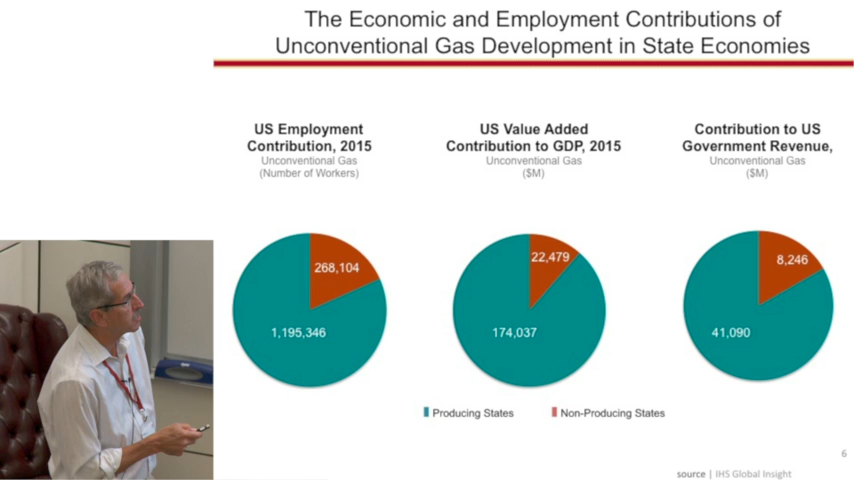 The Economic and Employment Contributions of
Unconventional Gas Development in State Economies
US Employment
Contribution, 2015
Unconventional Gas
(Number of Workers)
268,104
1,195,346
US Value Added
Contribution to GDP, 2015
Unconventional Gas
($M)
22,479
174,037
Contribution to US
Government Revenue,
Unconventional Gas
($M)
8,246
41,090
Producing States
Non-Producing States
6
source | IHS Global Insight